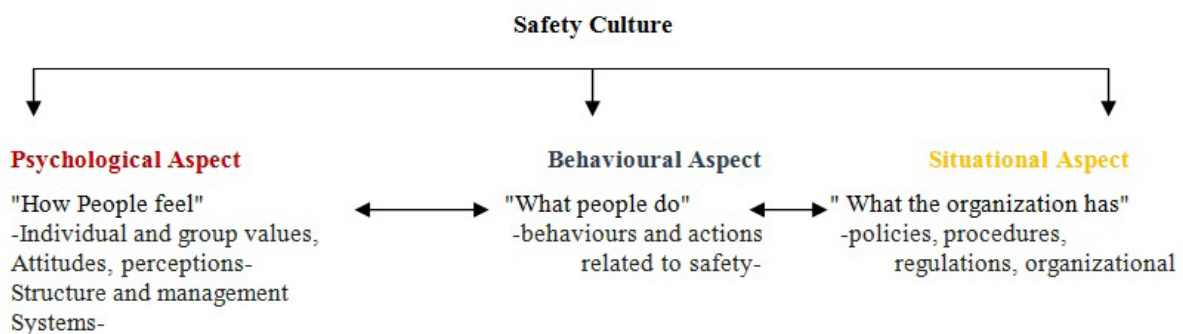 Safety Culture
Psychological Aspect
"How People feel"
-Individual and group values,
Attitudes, perceptions-
Structure and management
Systems-
Behavioural Aspect
"What people do"
-behaviours and actions
related to safety-
Situational Aspect
" What the organization has"
-policies, procedures,
regulations, organizational